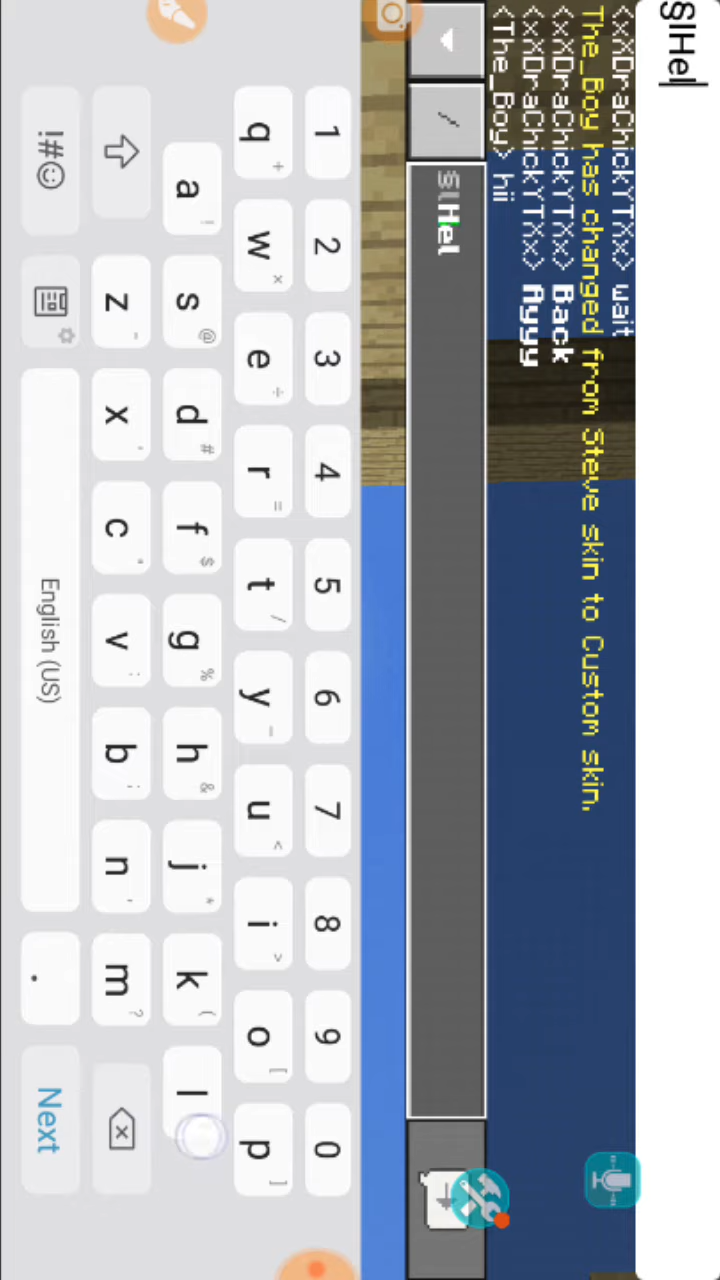 §lHel
<xXDraChickYTXx> wait
The_Boy has changed from Steve skin to Custom skin.
<xXDraChickYTXx> Back
<xXDraChickYTXx> Ayyy
<The_Boy> hii
/
§lHel
1 2 3 4 5 6 7 8 9 0
q + w × e ÷ r = t / y _ u < i > o [ p ]
a ! s @ d # f $ g % h & j * k ( l
z - x ' c " v : b ; n , m ?
!#☺ English (US) . Next